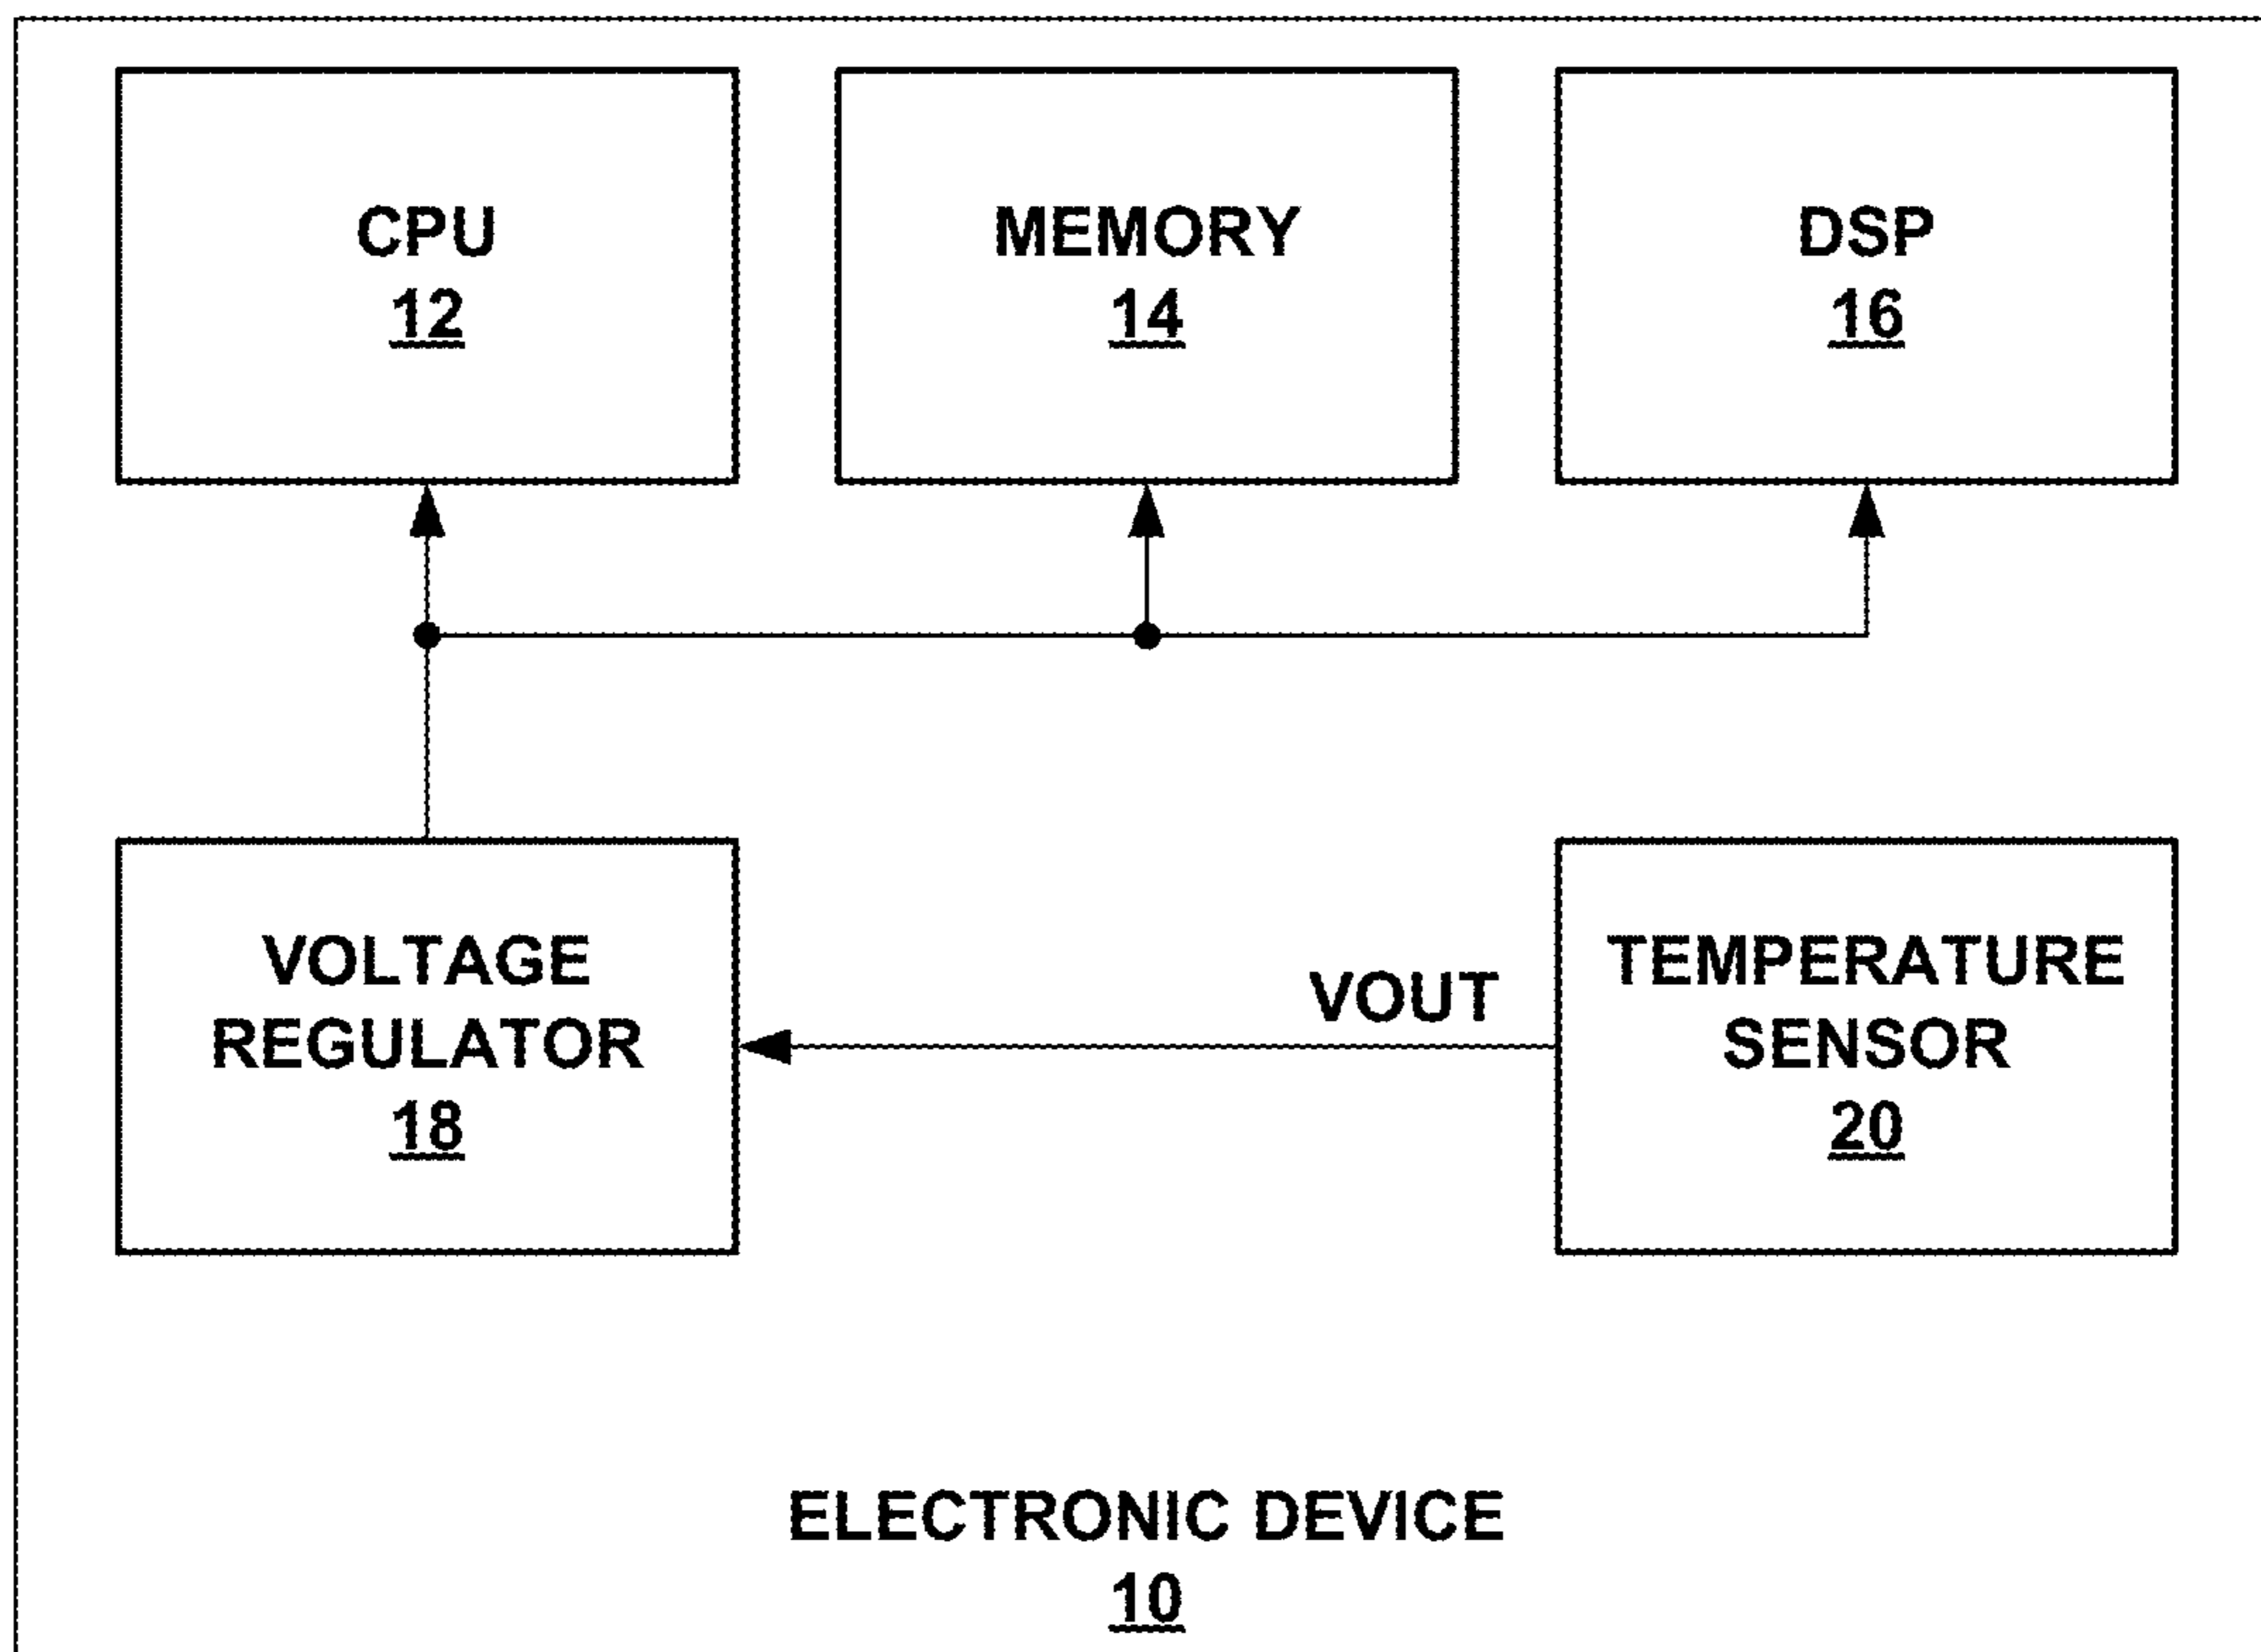 CPU
12
MEMORY
14
DSP
16
VOLTAGE
REGULATOR
18
VOUT
TEMPERATURE
SENSOR
20
ELECTRONIC DEVICE
10